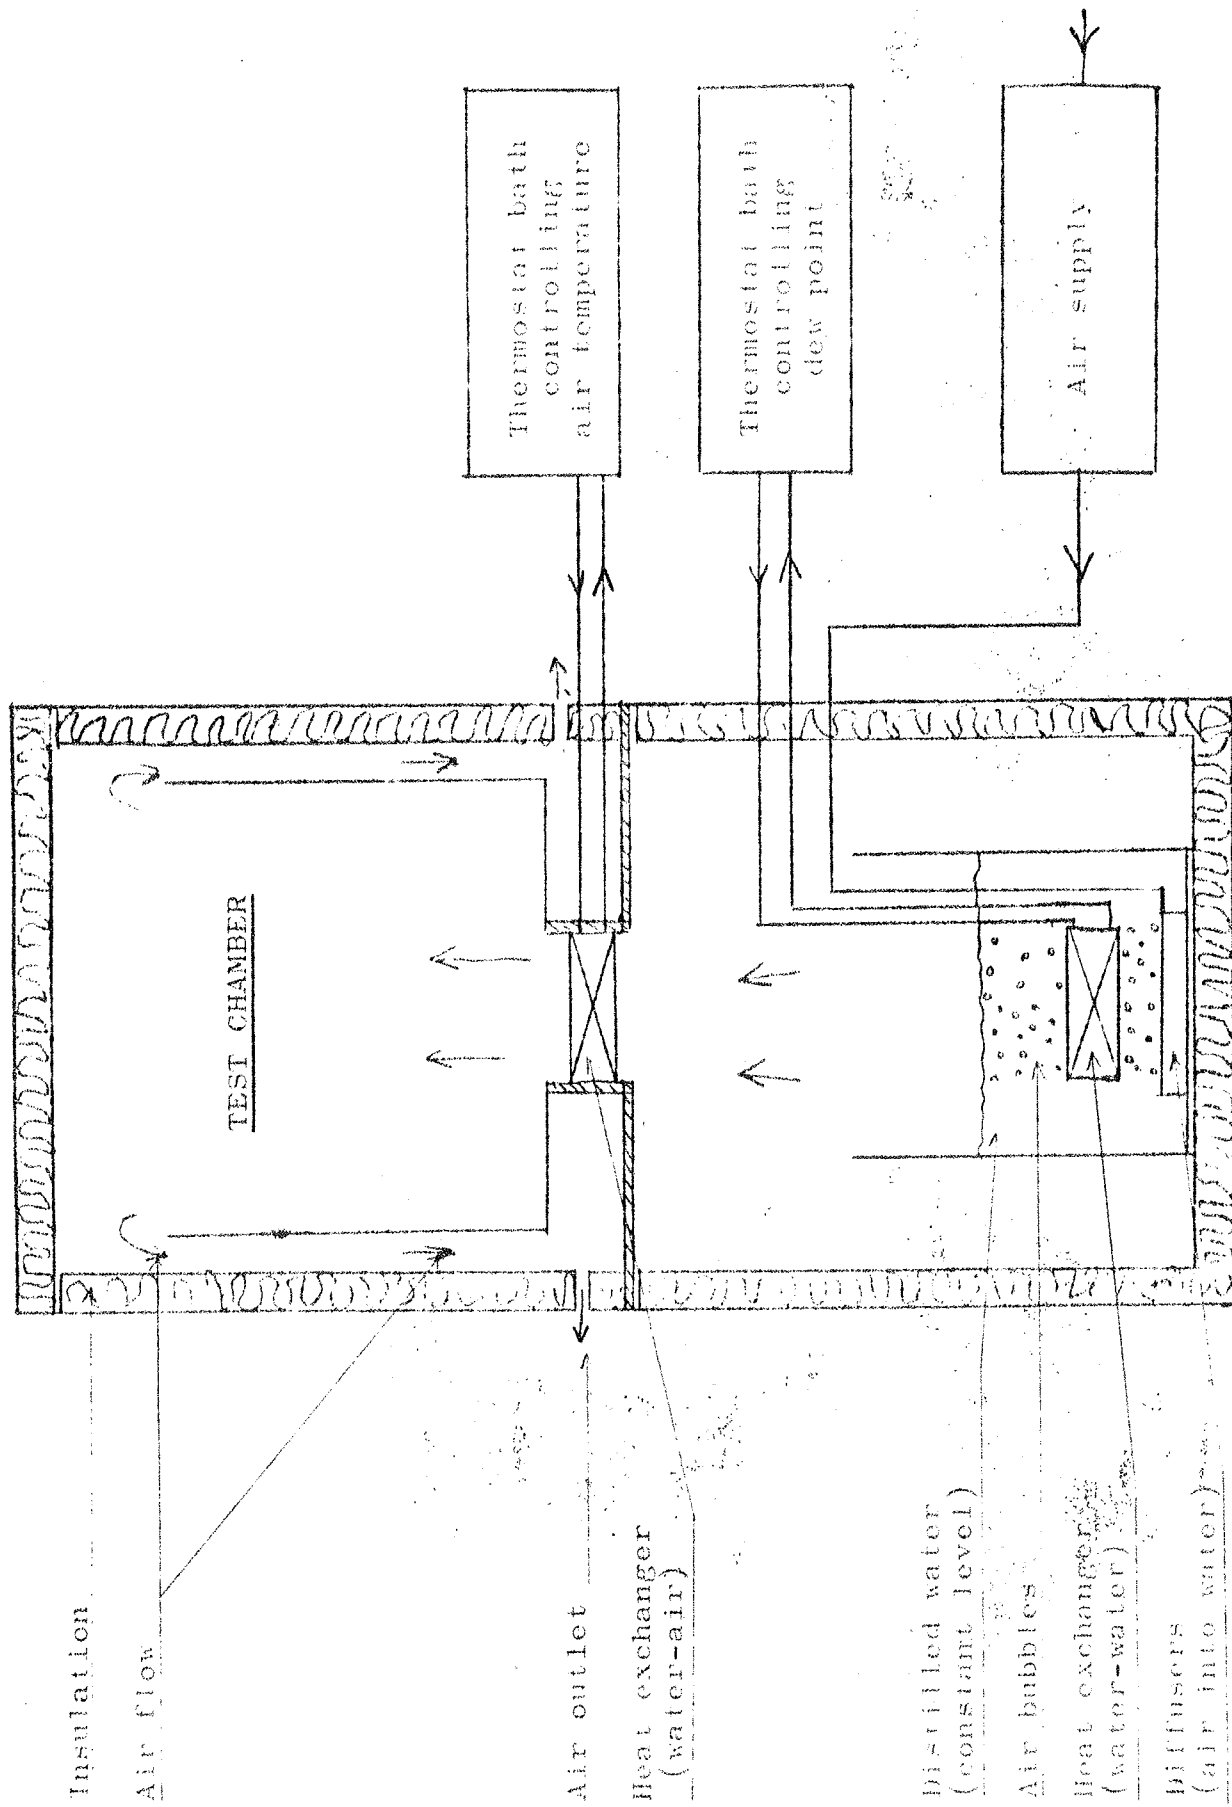 Thermostat bath
controlling
air temperature
Thermostat bath
controlling
dew point
Air supply
TEST CHAMBER
Insulation
Air flow
Air outlet
Heat exchanger
(water-air)
Distilled water
(constant level)
Air bubbles
Heat exchanger
(water-water)
Diffusers
(air into water)